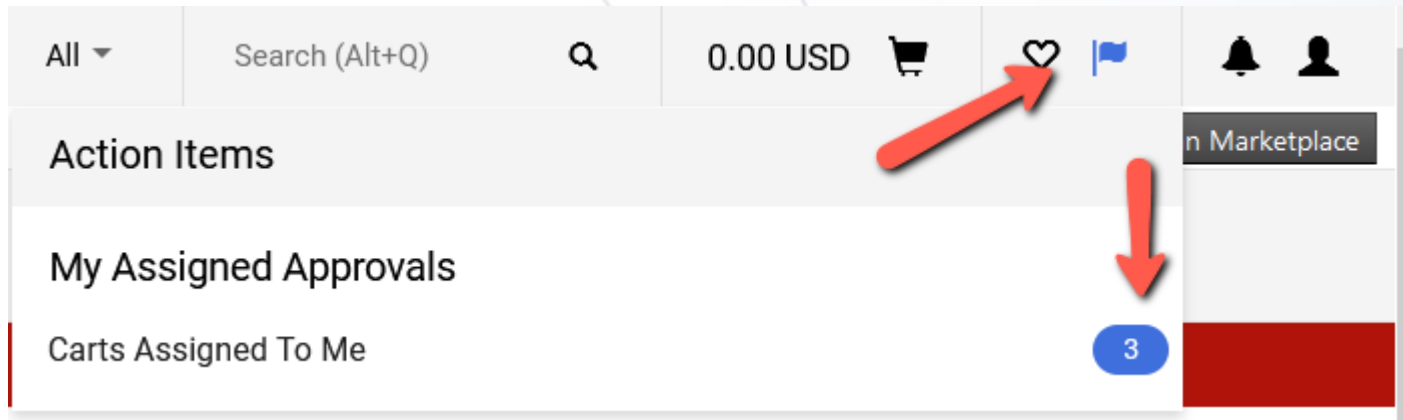 All
Search (Alt+Q)
0.00 USD
Action Items
n Marketplace
My Assigned Approvals
Carts Assigned To Me
3